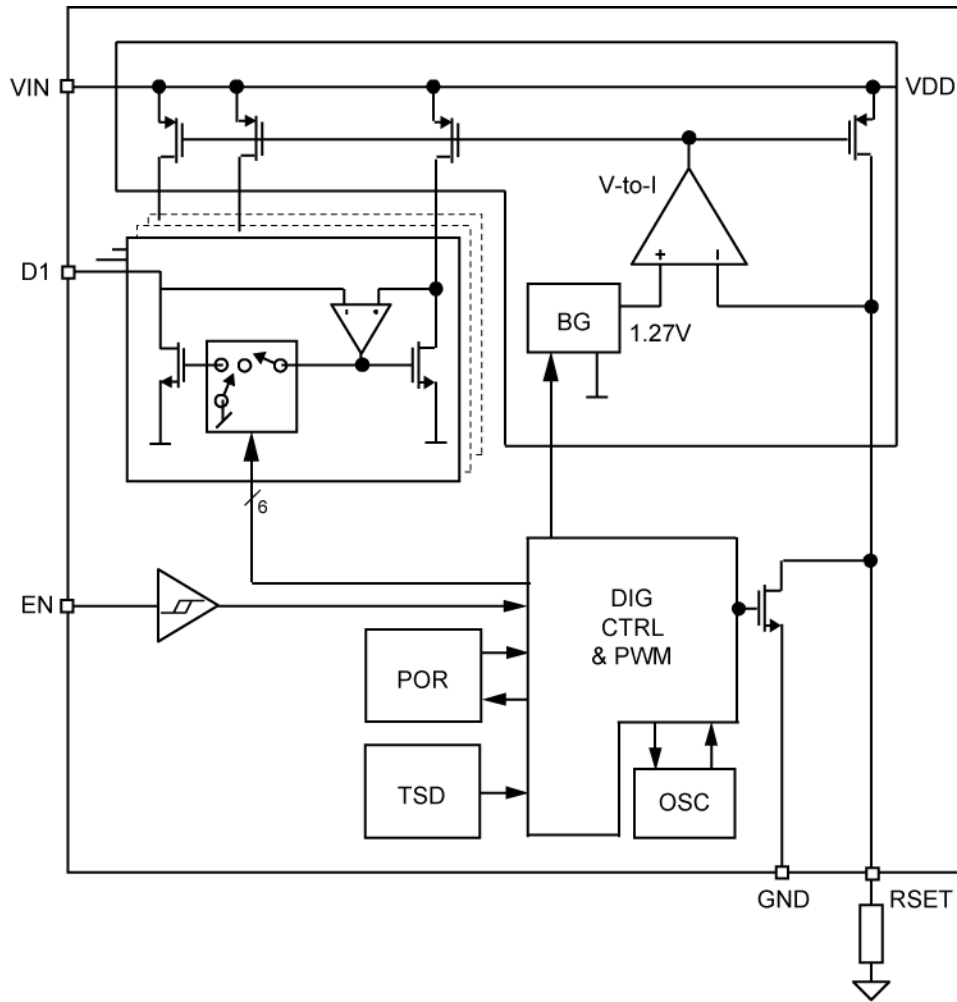 VIN
VDD
V-to-I
+
−
D1
BG
1.27V
6
EN
DIG
CTRL
& PWM
POR
TSD
OSC
GND
RSET